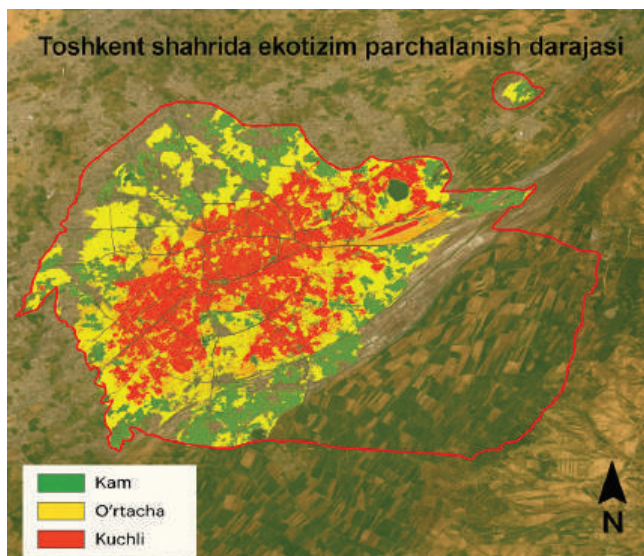 Toshkent shahrida ekotizim parchalanish darajasi
Kam
O'rtacha
Kuchli
N